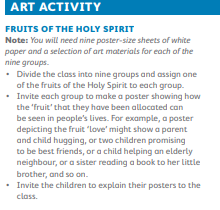 ART ACTIVITY
FRUITS OF THE HOLY SPIRIT
Note: You will need nine poster-size sheets of white
paper and a selection of art materials for each of the
nine groups.
• Divide the class into nine groups and assign one
of the fruits of the Holy Spirit to each group.
• Invite each group to make a poster showing how
the ‘fruit’ that they have been allocated can
be seen in people’s lives. For example, a poster
depicting the fruit ‘love’ might show a parent
and child hugging, or two children promising
to be best friends, or a child helping an elderly
neighbour, or a sister reading a book to her little
brother, and so on.
• Invite the children to explain their posters to the
class.